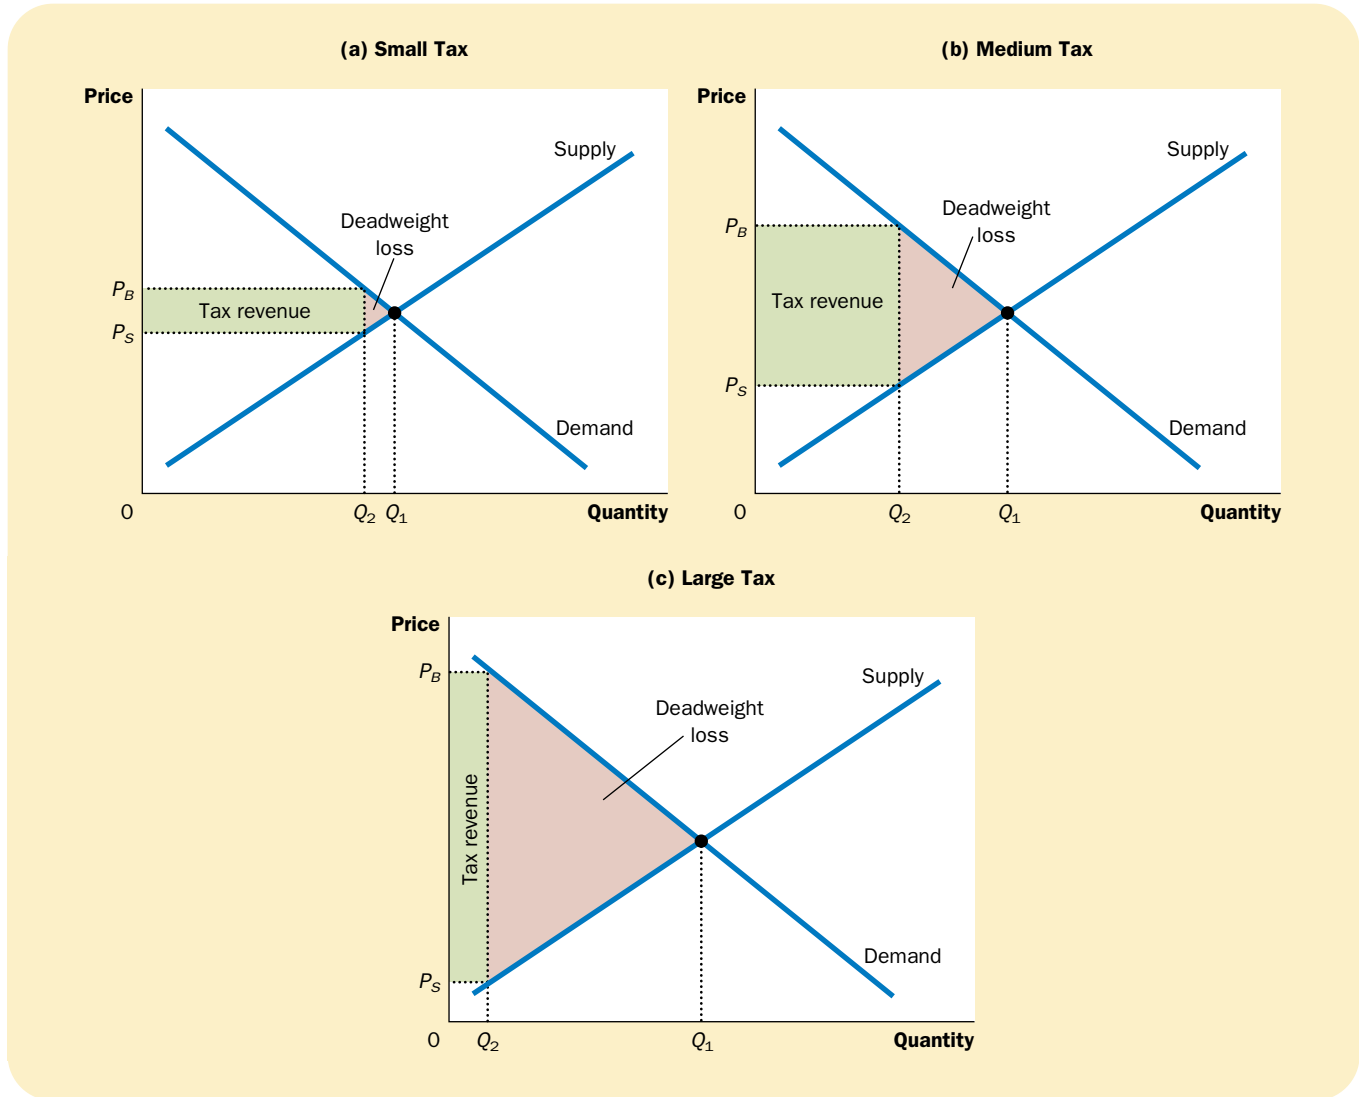 (a) Small Tax
Price
Supply
Deadweight
loss
P_B
Tax revenue
P_S
Demand
0
Q_2
Q_1
Quantity
(b) Medium Tax
Price
Supply
Deadweight
loss
P_B
Tax revenue
P_S
Demand
0
Q_2
Q_1
Quantity
(c) Large Tax
Price
P_B
Supply
Deadweight
loss
Tax revenue
Demand
P_S
0
Q_2
Q_1
Quantity